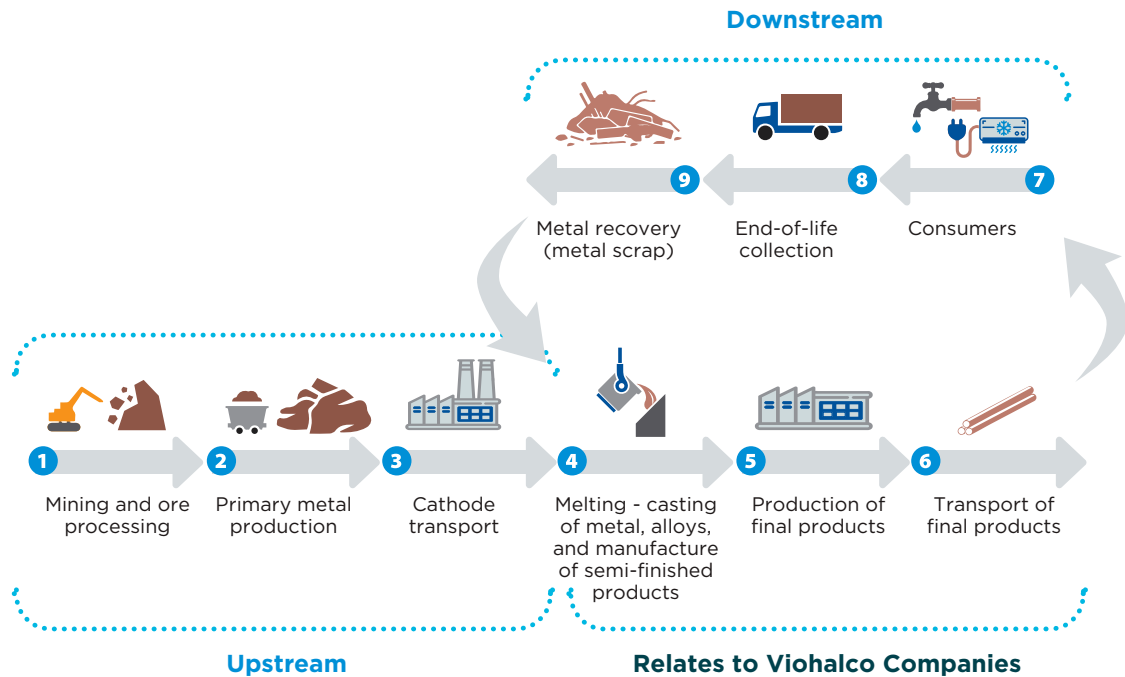 Downstream
9
8
7
Metal recovery
(metal scrap)
End-of-life
collection
Consumers
1
2
3
4
5
6
Mining and ore
processing
Primary metal
production
Cathode
transport
Melting - casting
of metal, alloys,
and manufacture
of semi-finished
products
Production of
final products
Transport of
final products
Upstream
Relates to Viohalco Companies